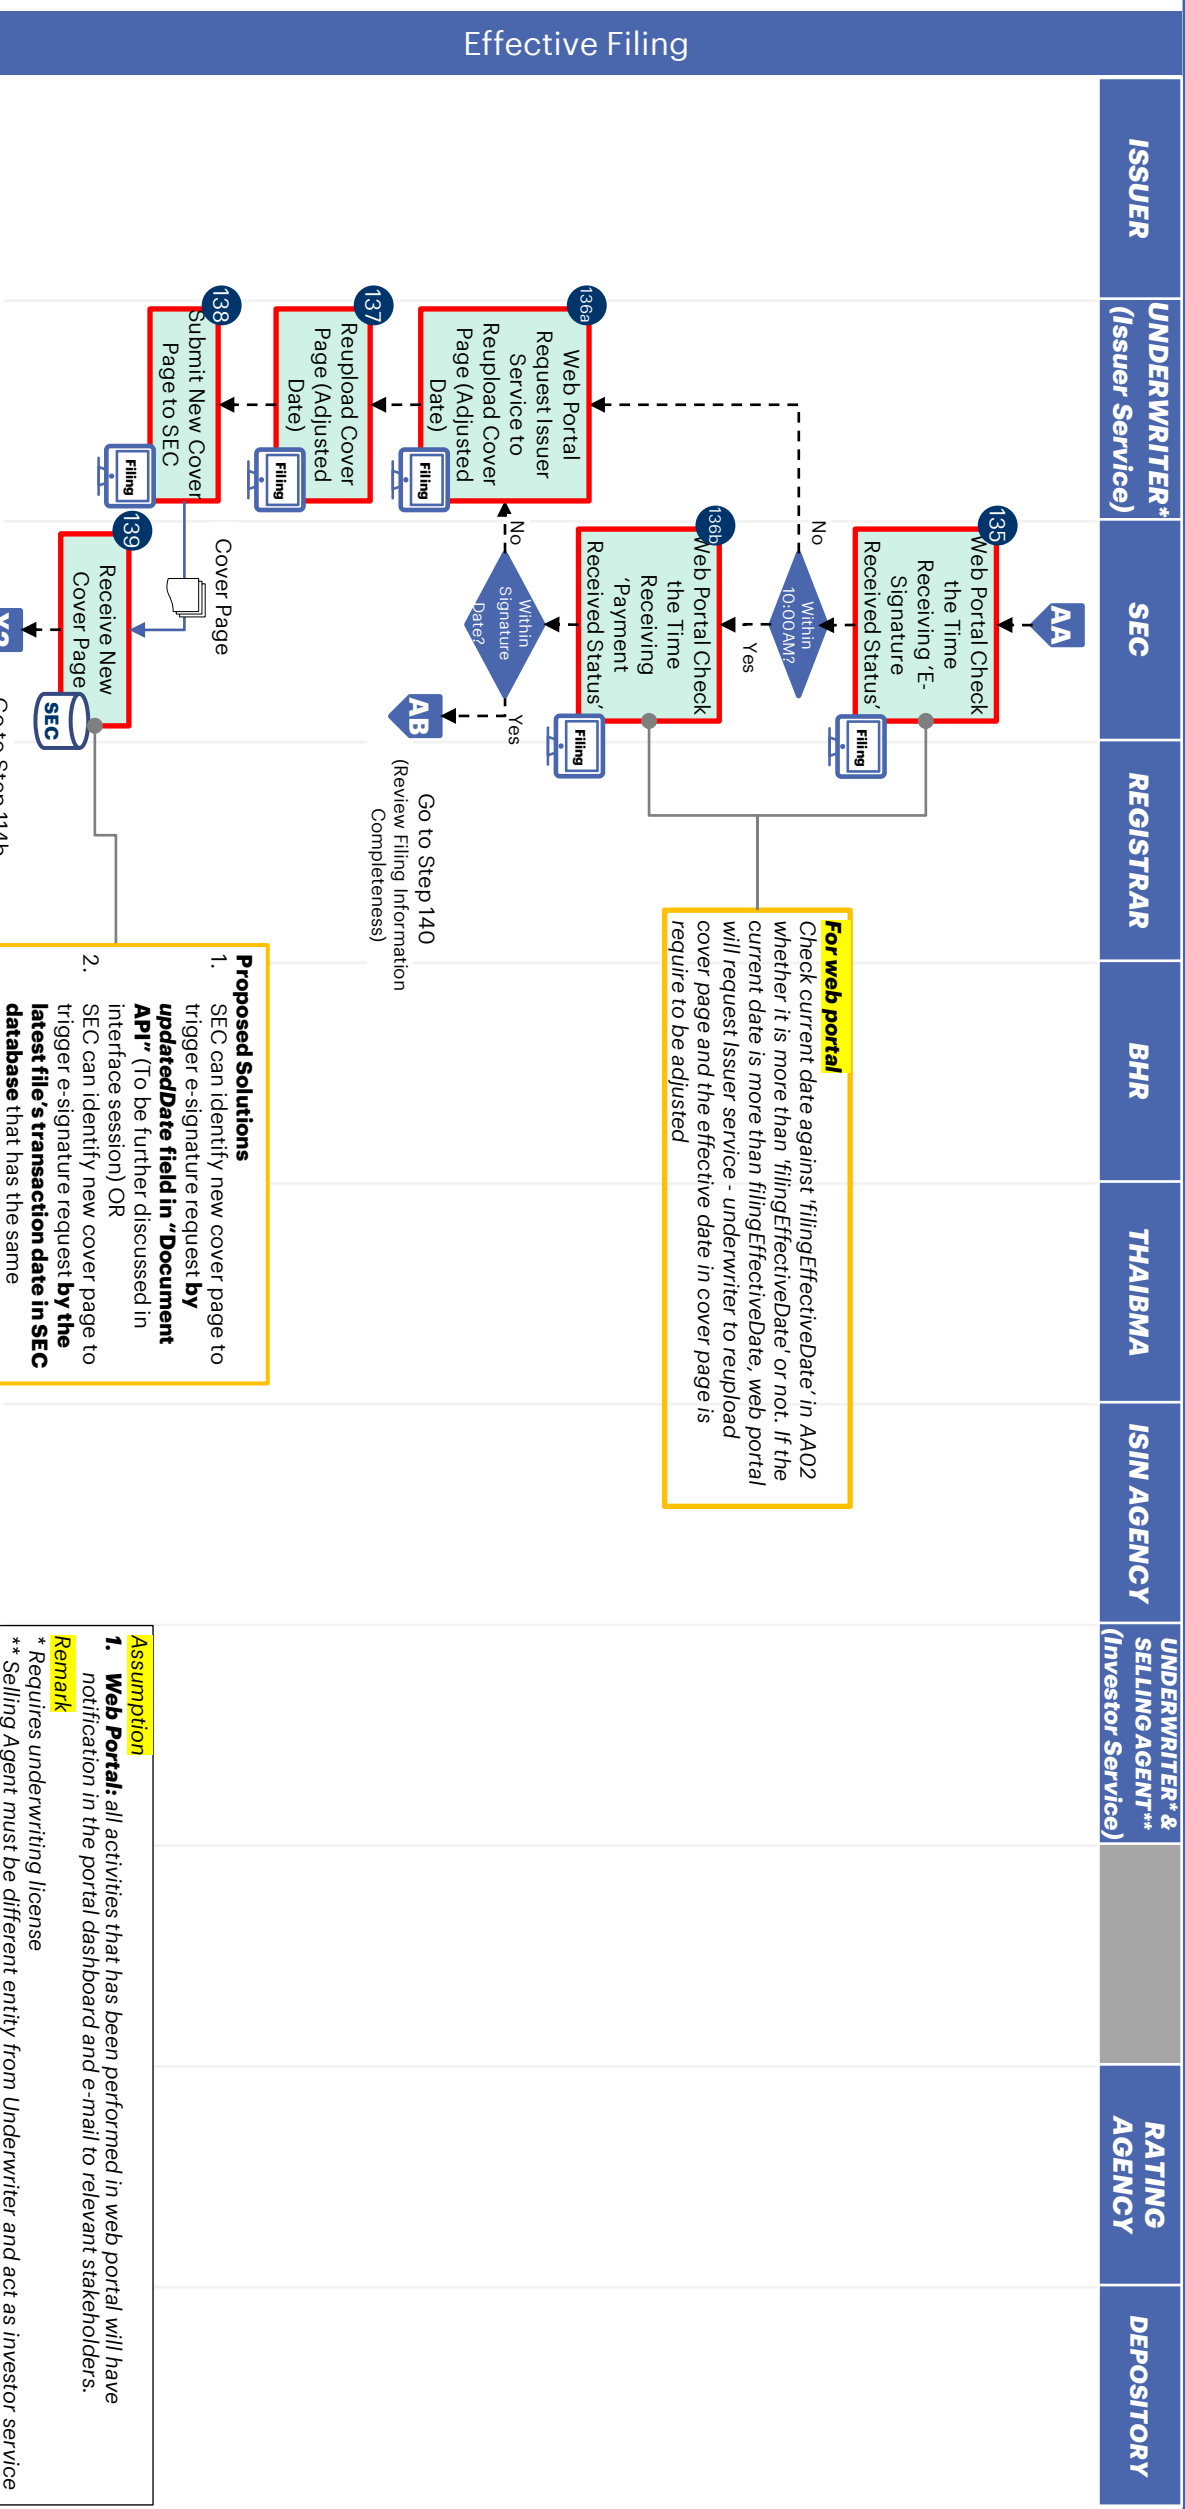 Effective Filing
ISSUER
UNDERWRITER*
(Issuer Service)
SEC
REGISTRAR
BHR
THAIBMA
ISIN AGENCY
UNDERWRITER* &
SELLING AGENT**
(Investor Service)
RATING
AGENCY
DEPOSITORY
AA
135
Web Portal Check
the Time
Receiving ‘E-
Signature
Received Status’
Filing
Within
10:00AM?
No
Yes
136b
Web Portal Check
the Time
Receiving
‘Payment
Received Status’
Filing
Within
Signature
Date?
No
Yes
AB
Go to Step 140
(Review Filing Information
Completeness)
136a
Web Portal
Request Issuer
Service to
Reupload Cover
Page (Adjusted
Date)
Filing
137
Reupload Cover
Page (Adjusted
Date)
Filing
138
Submit New Cover
Page to SEC
Filing
Cover Page
139
Receive New
Cover Page
SEC
Go to Step 114b
For web portal
Check current date against ‘filingEffectiveDate’ in AA02
whether it is more than ‘filingEffectiveDate’ or not. If the
current date is more than filingEffectiveDate, web portal
will request Issuer service - underwriter to reupload
cover page and the effective date in cover page is
require to be adjusted
Proposed Solutions
1. SEC can identify new cover page to
trigger e-signature request by
updatedDate field in “Document
API” (To be further discussed in
interface session) OR
2. SEC can identify new cover page to
trigger e-signature request by the
latest file’s transaction date in SEC
database that has the same
Assumption
1. Web Portal: all activities that has been performed in web portal will have
notification in the portal dashboard and e-mail to relevant stakeholders.
Remark
* Requires underwriting license
** Selling Agent must be different entity from Underwriter and act as investor service